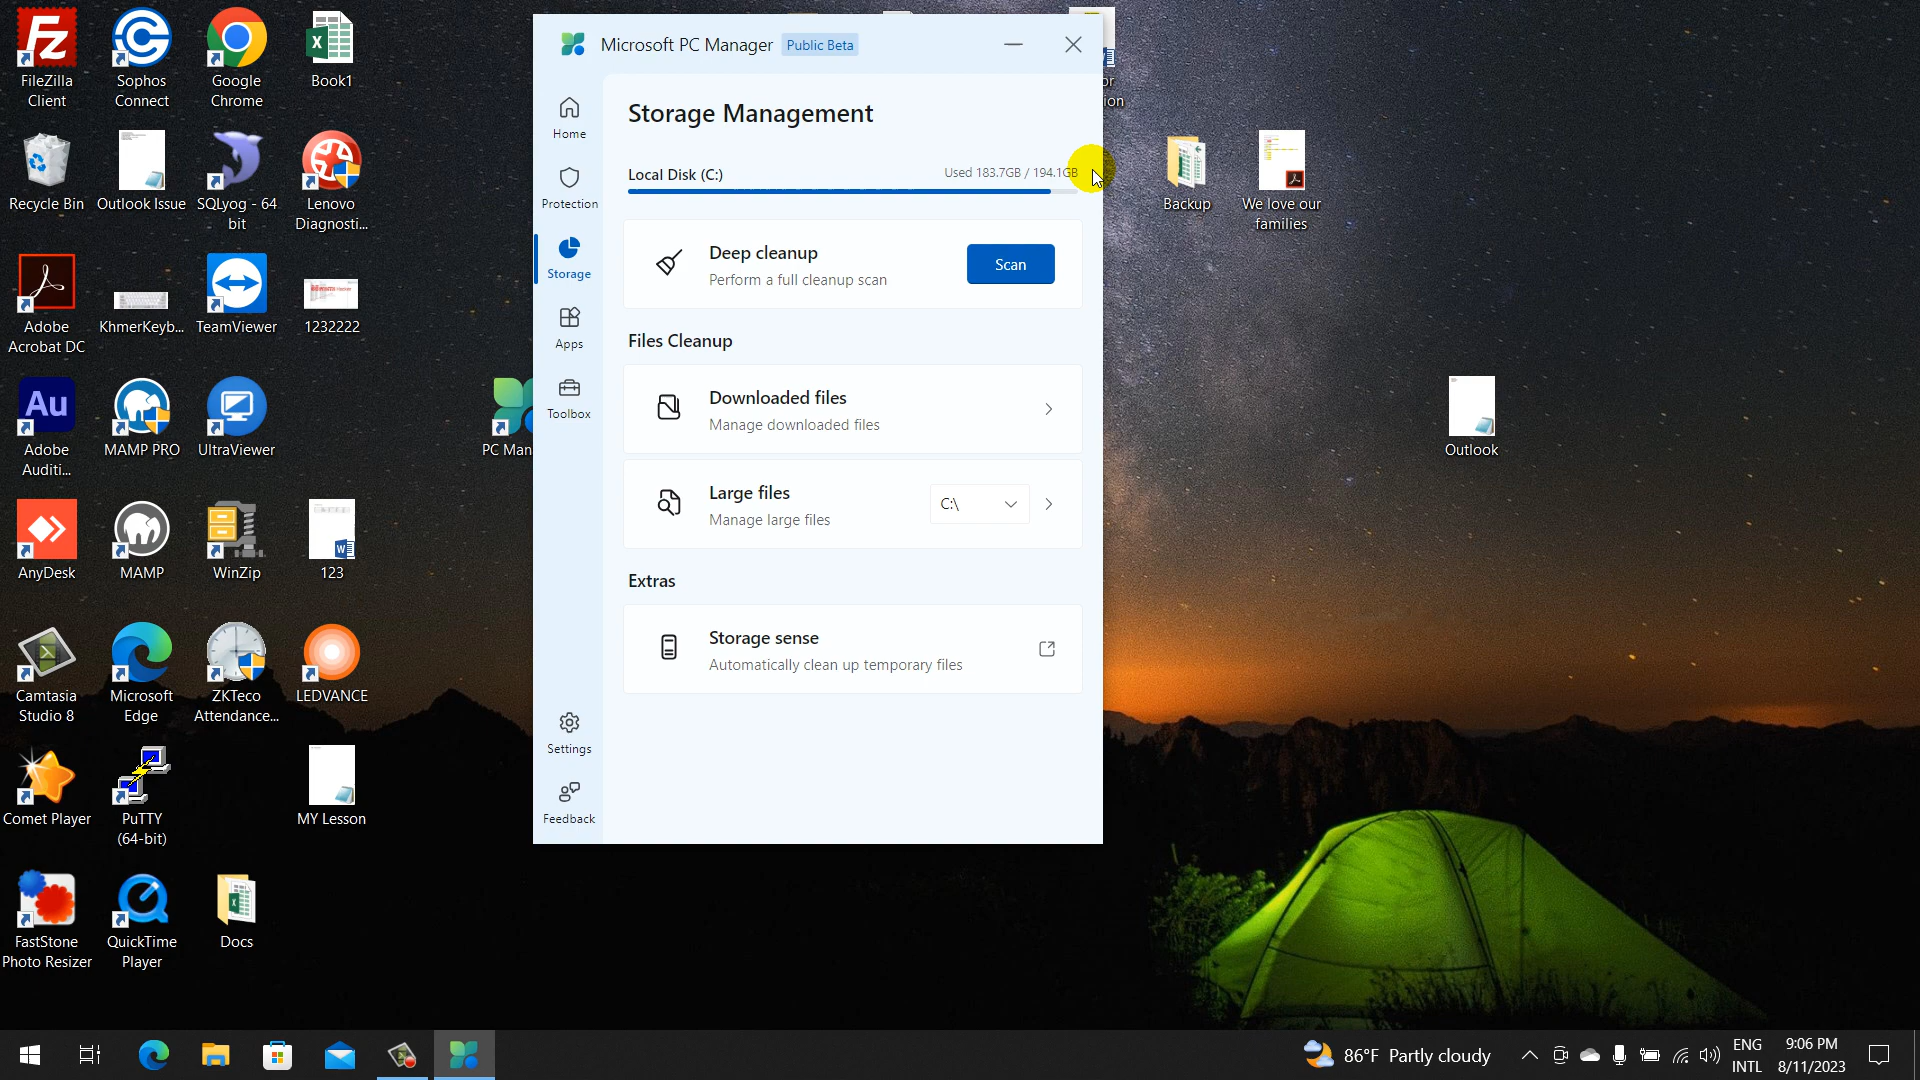 FileZilla
Client
Sophos
Connect
Google
Chrome
Book1
Recycle Bin
Outlook Issue
SQLyog - 64
bit
Lenovo
Diagnosti...
Adobe
Acrobat DC
KhmerKeyb...
TeamViewer
1232222
Au
Adobe
Auditi...
MAMP PRO
UltraViewer
PC Man
AnyDesk
MAMP
WinZip
123
Camtasia
Studio 8
Microsoft
Edge
ZKTeco
Attendance...
LEDVANCE
Comet Player
PuTTY
(64-bit)
MY Lesson
FastStone
Photo Resizer
QuickTime
Player
Docs
Microsoft PC Manager
Public Beta
Home
Protection
Storage
Apps
Toolbox
Settings
Feedback
Storage Management
Local Disk (C:)
Used 183.7GB / 194.1GB
Deep cleanup
Perform a full cleanup scan
Scan
Files Cleanup
Downloaded files
Manage downloaded files
Large files
Manage large files
C:\
Extras
Storage sense
Automatically clean up temporary files
or
ion
Backup
We love our
families
Outlook
86°F Partly cloudy
ENG
INTL
9:06 PM
8/11/2023